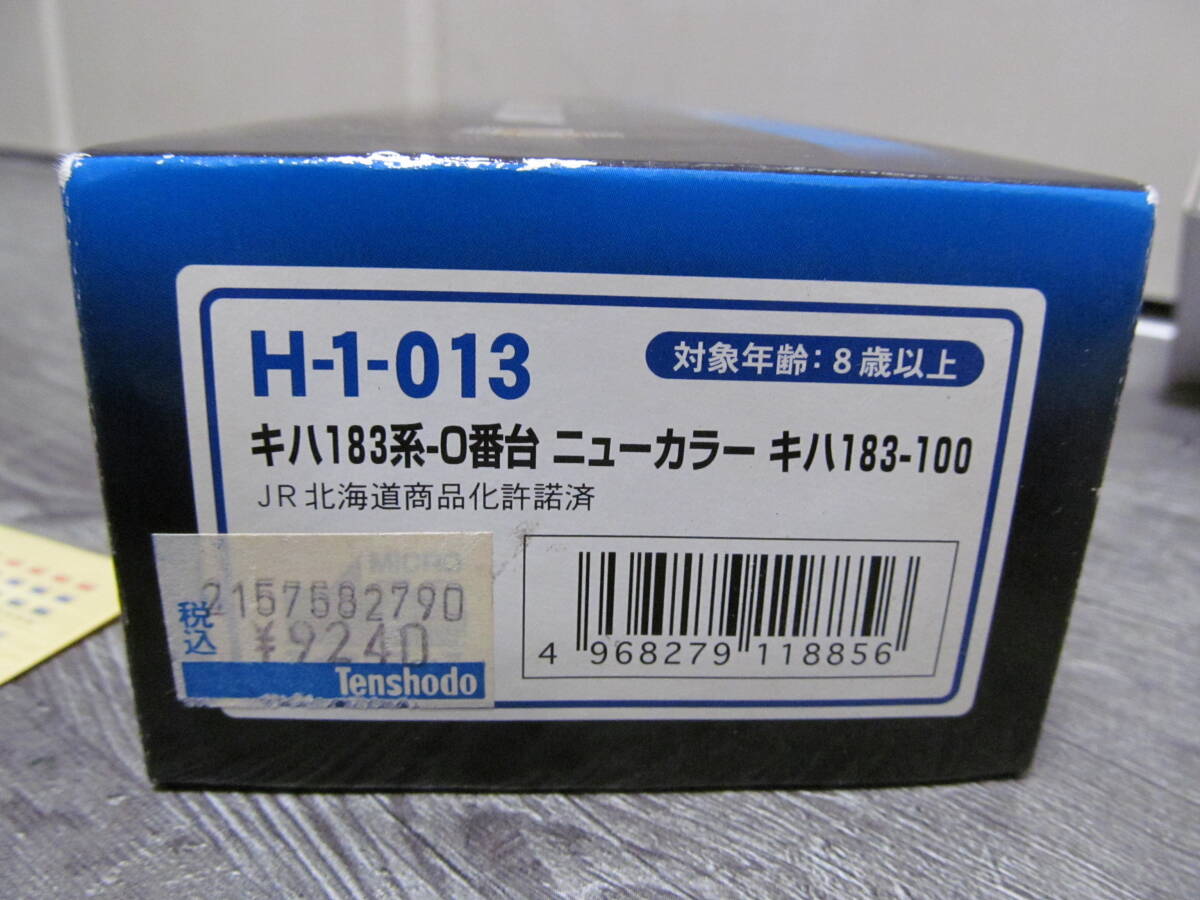 H-1-013
対象年齢:8歳以上
キハ183系-0番台 ニューカラー キハ183-100
JR北海道商品化許諾済
MICRO
2157582790
税込
¥9240
Tenshodo
4 968279 118856